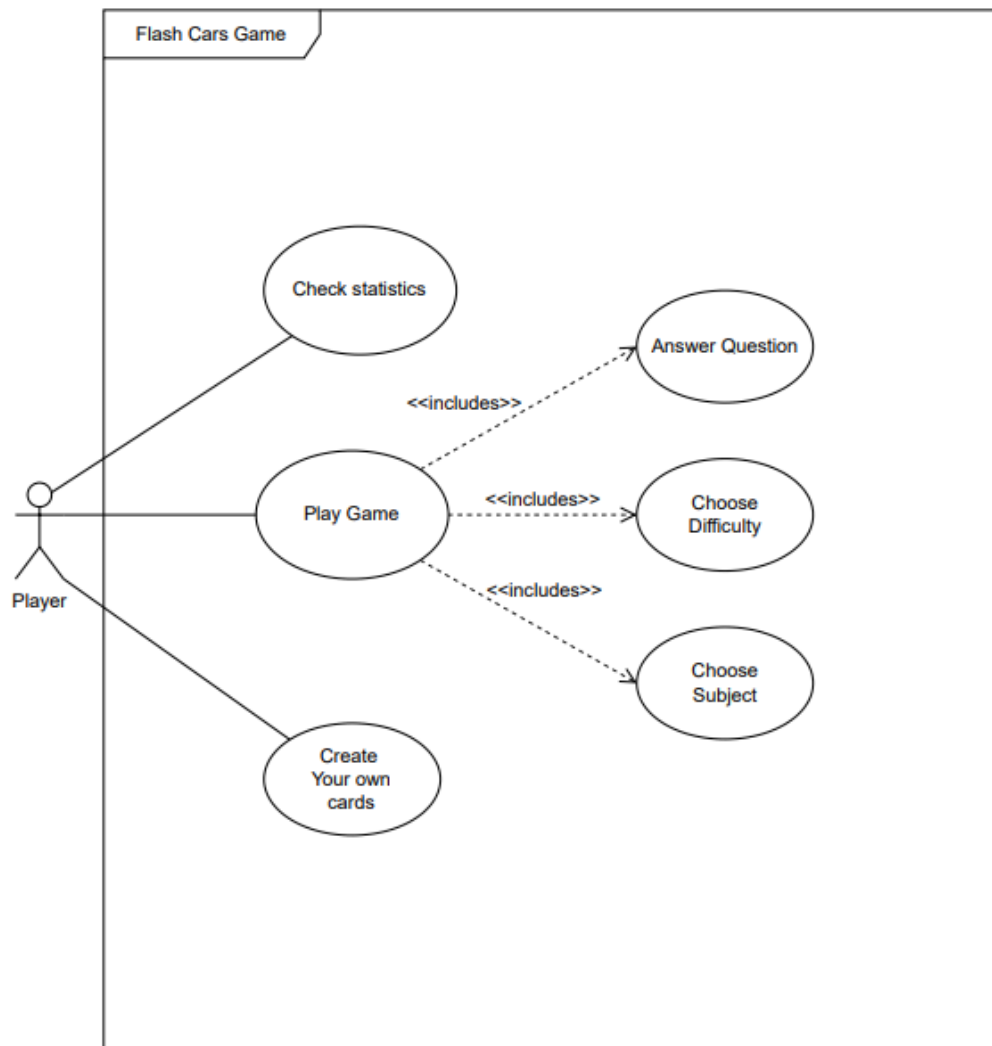 Flash Cars Game
Check statistics
Answer Question
<<includes>>
Play Game
<<includes>>
Choose
Difficulty
<<includes>>
Player
Choose
Subject
Create
Your own
cards